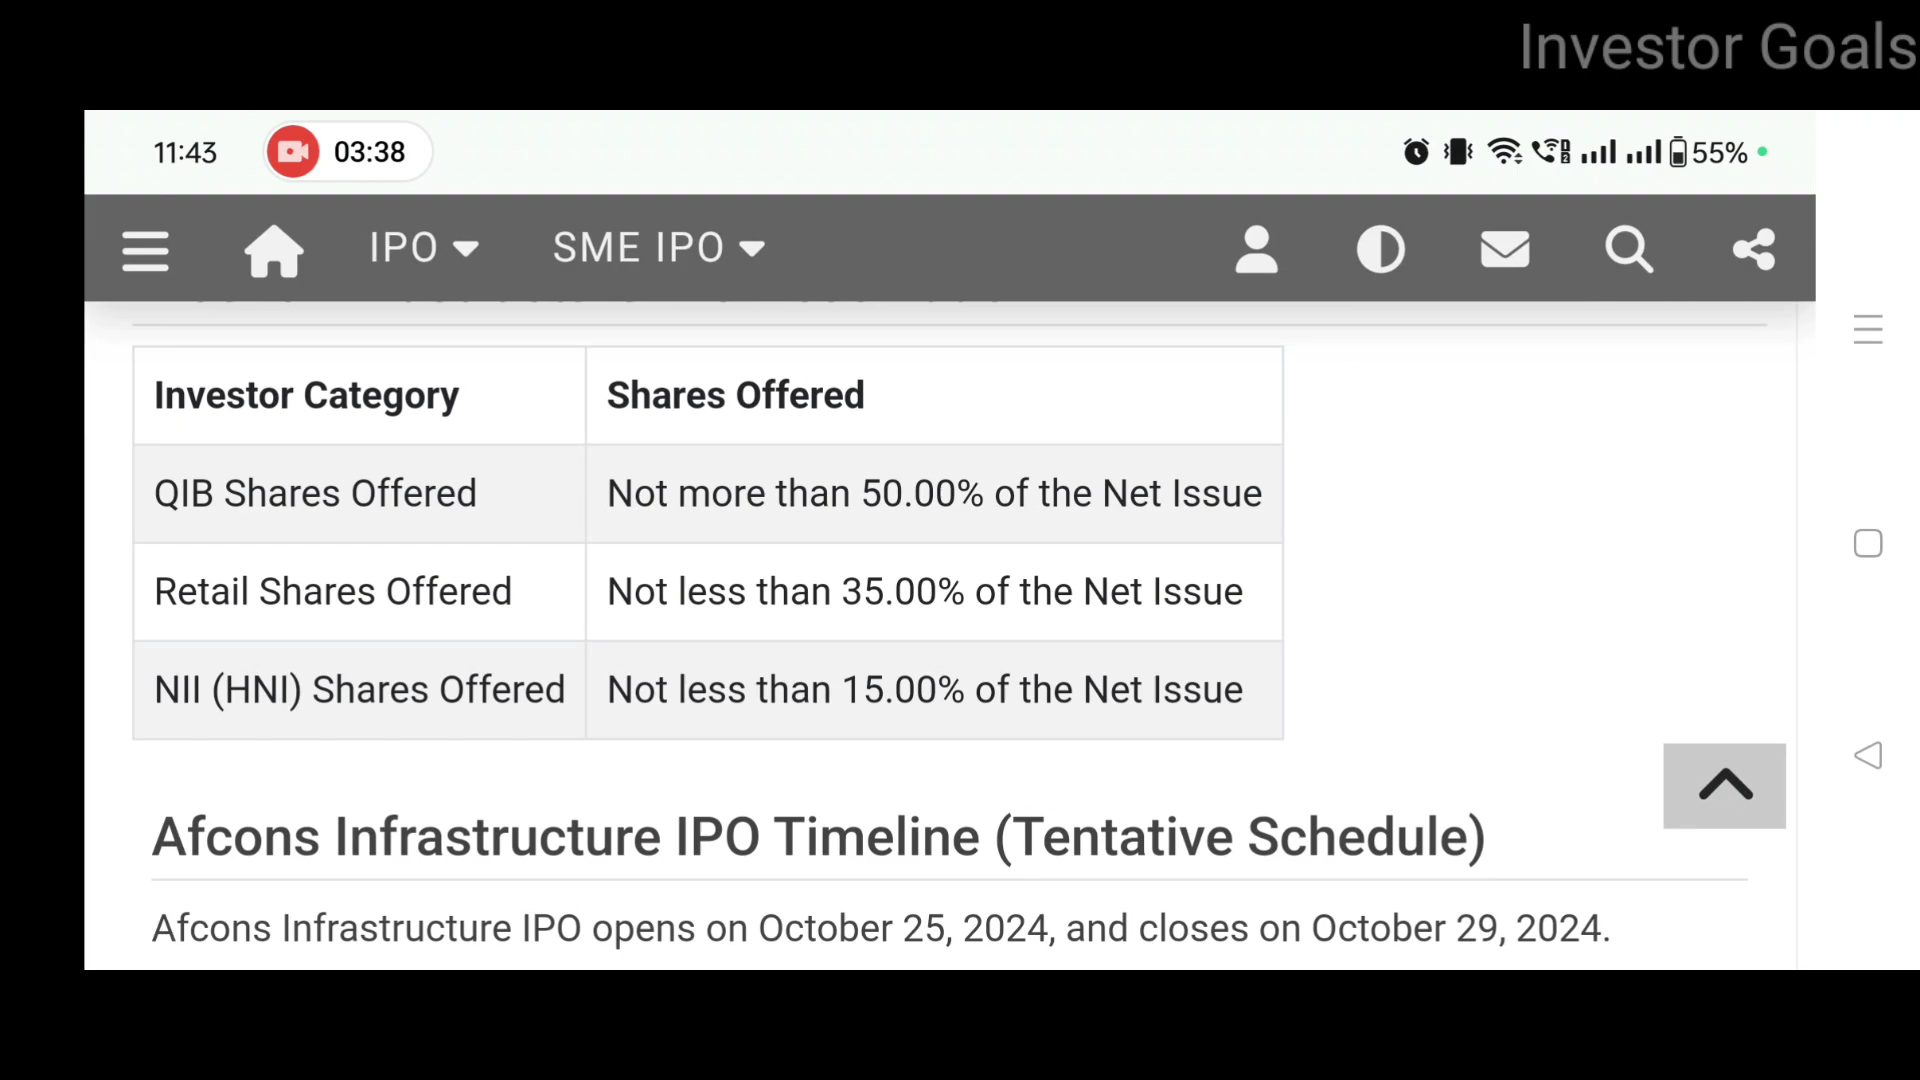 Investor Goals
11:43 03:38 55%
IPO SME IPO
Investor Category Shares Offered
QIB Shares Offered Not more than 50.00% of the Net Issue
Retail Shares Offered Not less than 35.00% of the Net Issue
NII (HNI) Shares Offered Not less than 15.00% of the Net Issue
Afcons Infrastructure IPO Timeline (Tentative Schedule)
Afcons Infrastructure IPO opens on October 25, 2024, and closes on October 29, 2024.